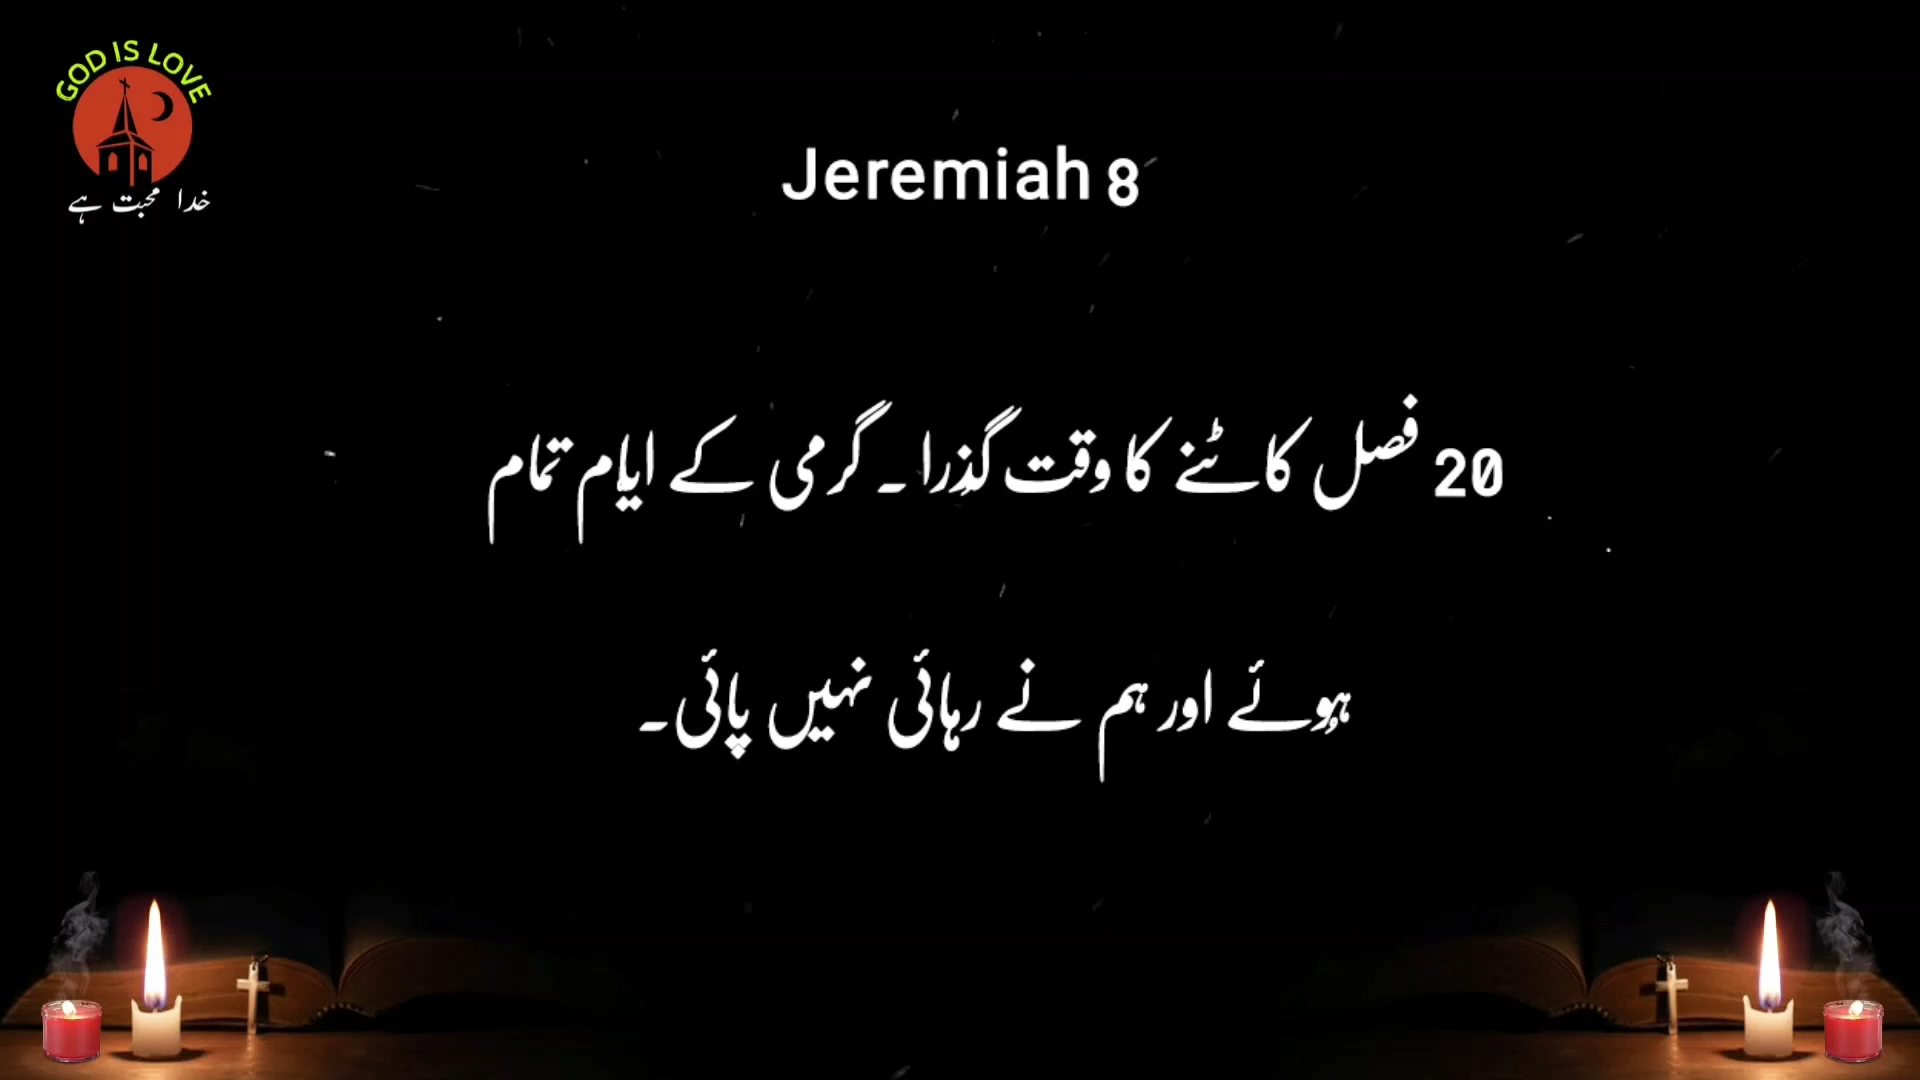 GOD IS LOVE
خدا محبت ہے
Jeremiah 8
20 فصل کاٹنے کا وقت گذرا ۔ گرمی کے ایام تمام
ہوئے اور ہم نے رہائی نہیں پائی ۔